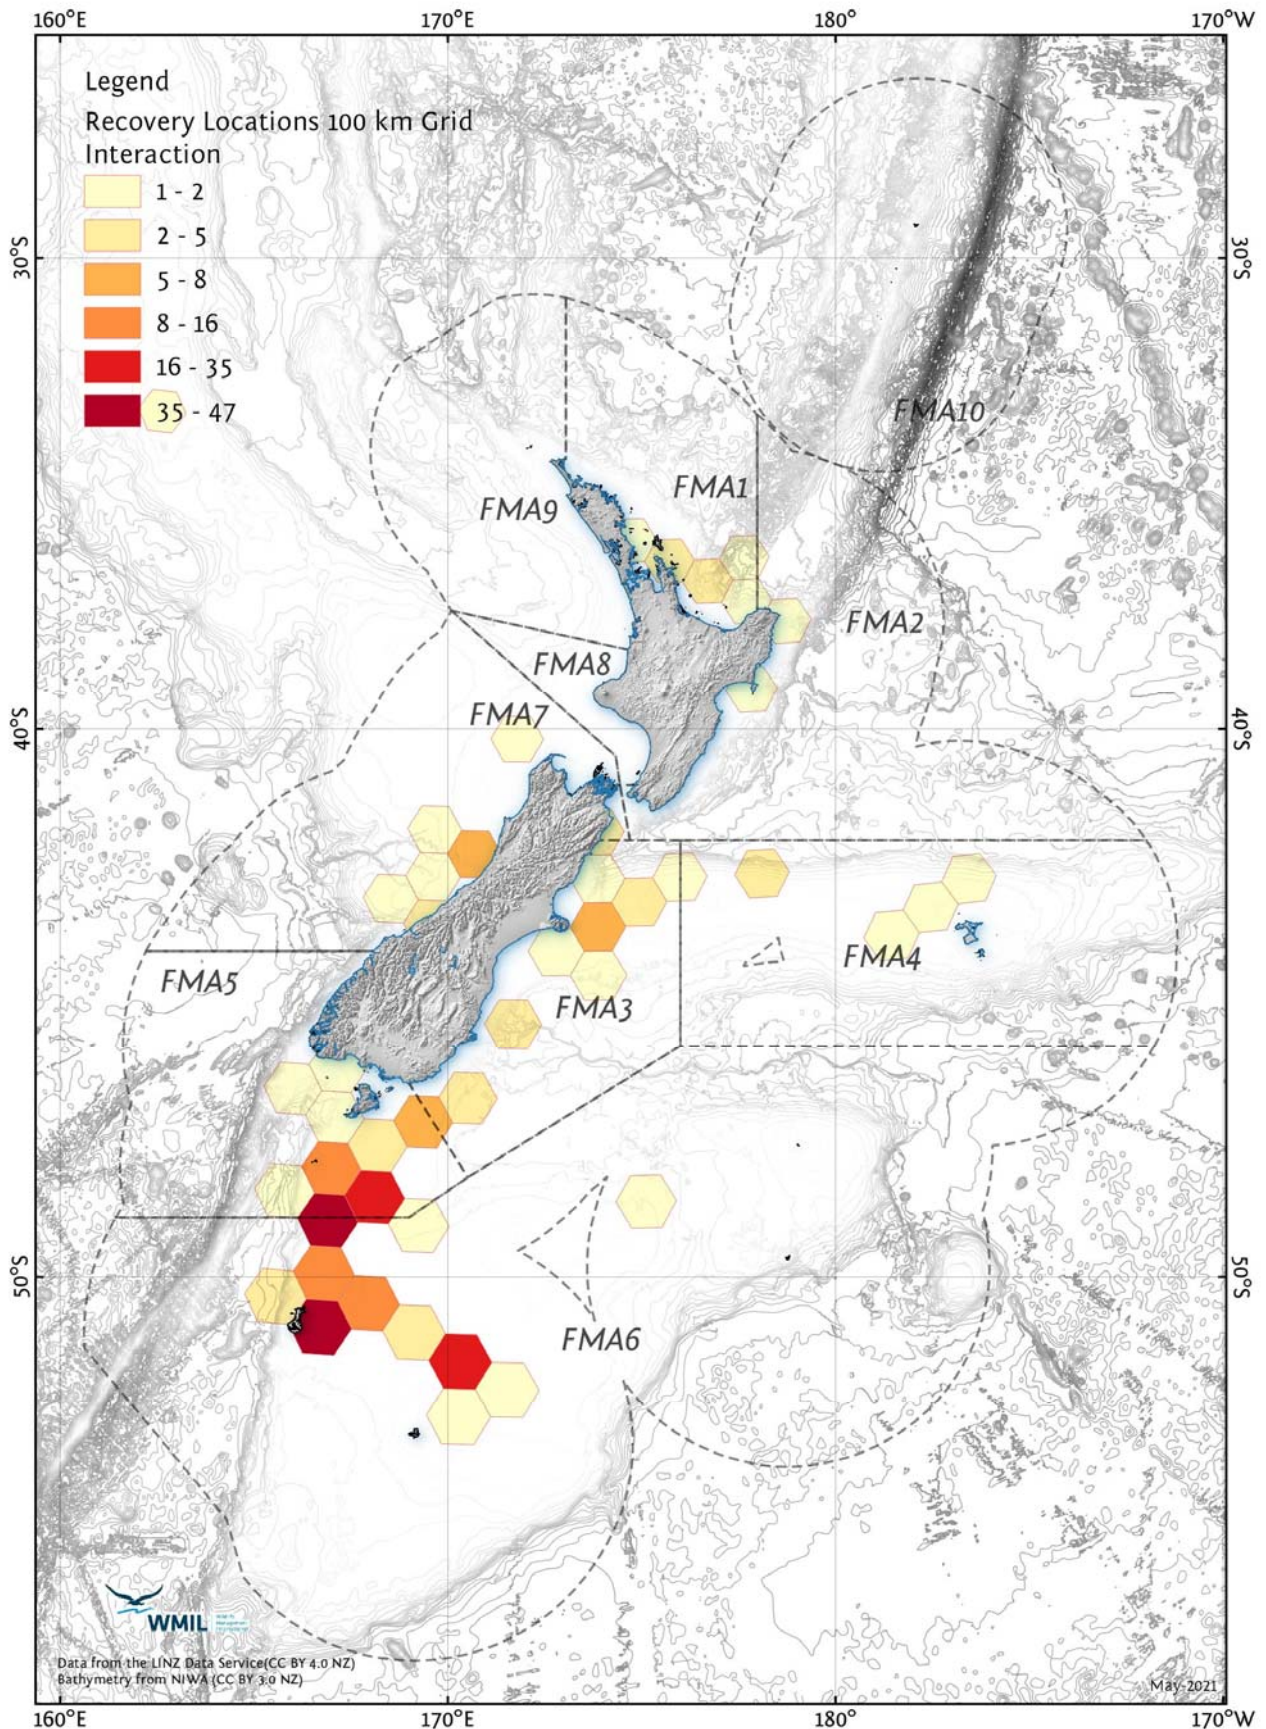 160°E 170°E 180° 170°W
Legend
Recovery Locations 100 km Grid
Interaction
1 - 2
2 - 5
5 - 8
8 - 16
16 - 35
35 - 47
30°S 30°S
FMA10
FMA1
FMA9
FMA2
FMA8
FMA7
40°S 40°S
FMA4
FMA5
FMA3
50°S 50°S
FMA6
WMIL
Data from the LINZ Data Service(CC BY 4.0 NZ)
Bathymetry from NIWA (CC BY 3.0 NZ)
May-2021
160°E 170°E 180° 170°W